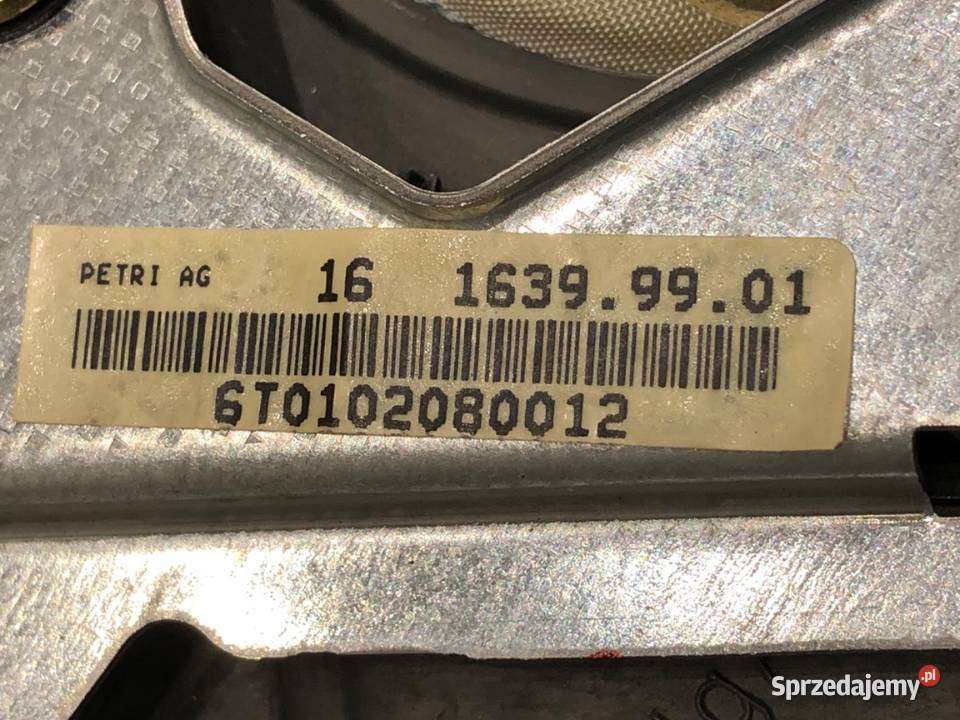 PETRI AG 16 1639.99.01
6T0102080012
Sprzedajemy.pl